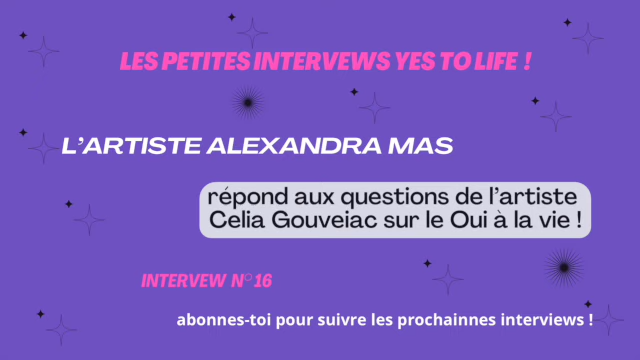 LES PETITES INTERVEWS YES TO LIFE !
L'ARTISTE ALEXANDRA MAS
répond aux questions de l'artiste
Celia Gouveiac sur le Oui à la vie !
INTERVEW N°16
abonnes-toi pour suivre les prochainnes interviews !